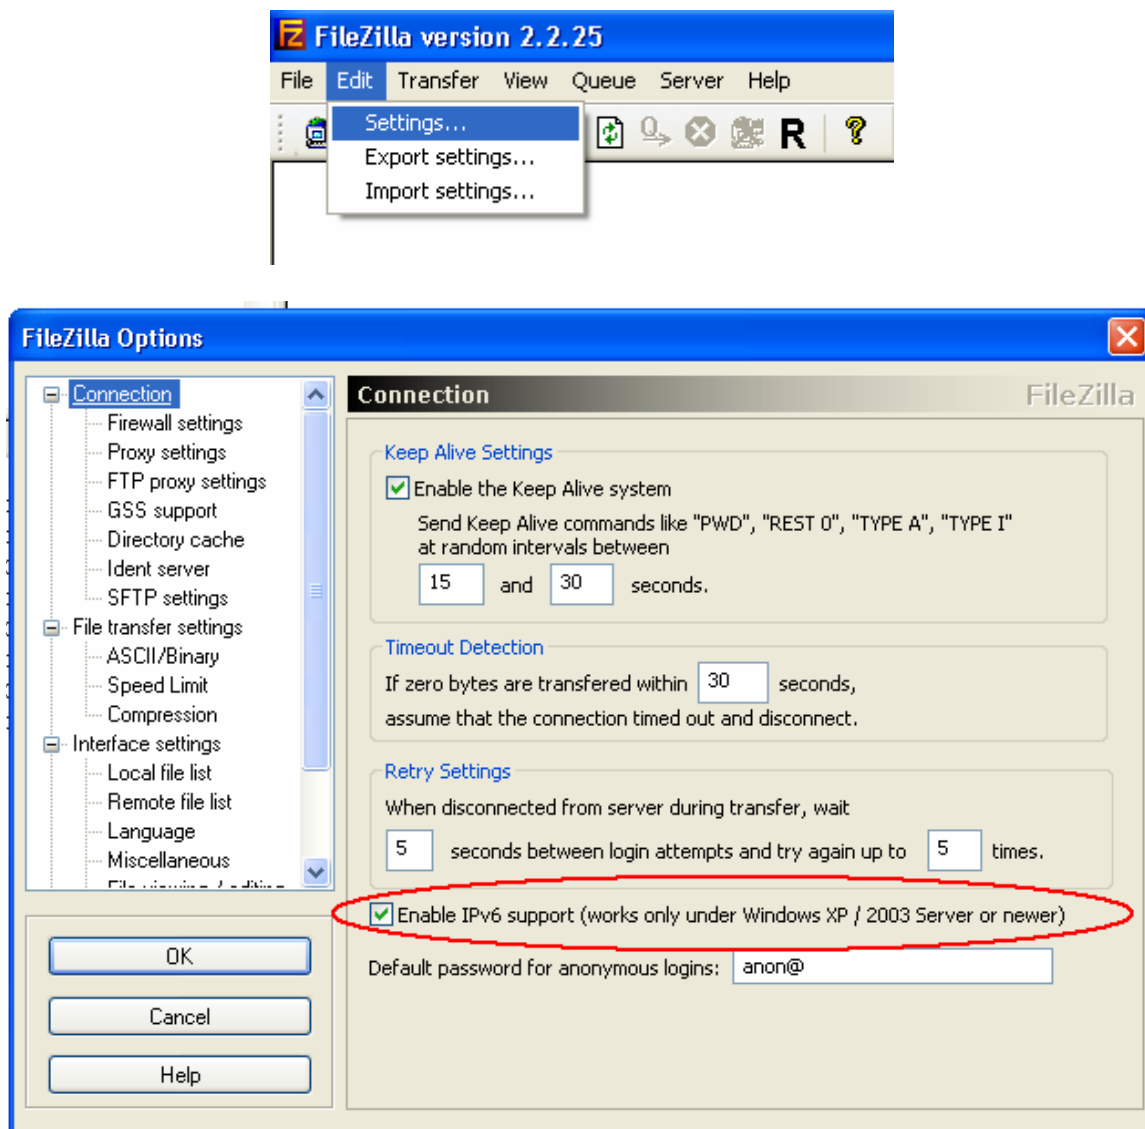 FileZilla version 2.2.25
File Edit Transfer View Queue Server Help
Settings...
Export settings...
Import settings...
R ?
FileZilla Options
Connection
Firewall settings
Proxy settings
FTP proxy settings
GSS support
Directory cache
Ident server
SFTP settings
File transfer settings
ASCII/Binary
Speed Limit
Compression
Interface settings
Local file list
Remote file list
Language
Miscellaneous
File viewing / editing
OK
Cancel
Help
Connection FileZilla
Keep Alive Settings
Enable the Keep Alive system
Send Keep Alive commands like "PWD", "REST 0", "TYPE A", "TYPE I"
at random intervals between
15 and 30 seconds.
Timeout Detection
If zero bytes are transfered within 30 seconds,
assume that the connection timed out and disconnect.
Retry Settings
When disconnected from server during transfer, wait
5 seconds between login attempts and try again up to 5 times.
Enable IPv6 support (works only under Windows XP / 2003 Server or newer)
Default password for anonymous logins: anon@